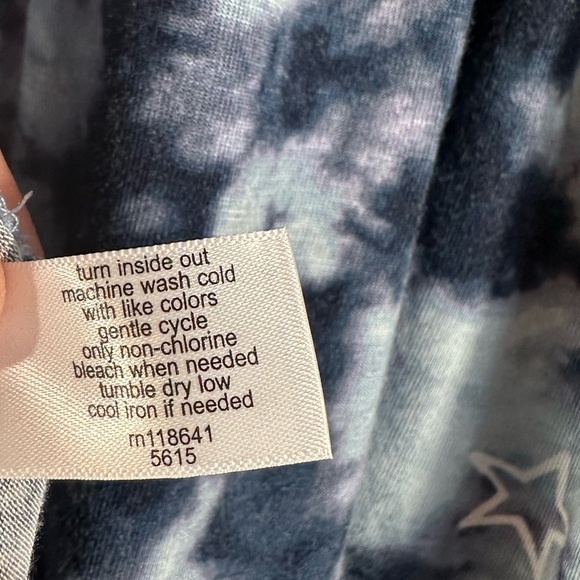 turn inside out
machine wash cold
with like colors
gentle cycle
only non-chlorine
bleach when needed
tumble dry low
cool iron if needed
rn118641
5615